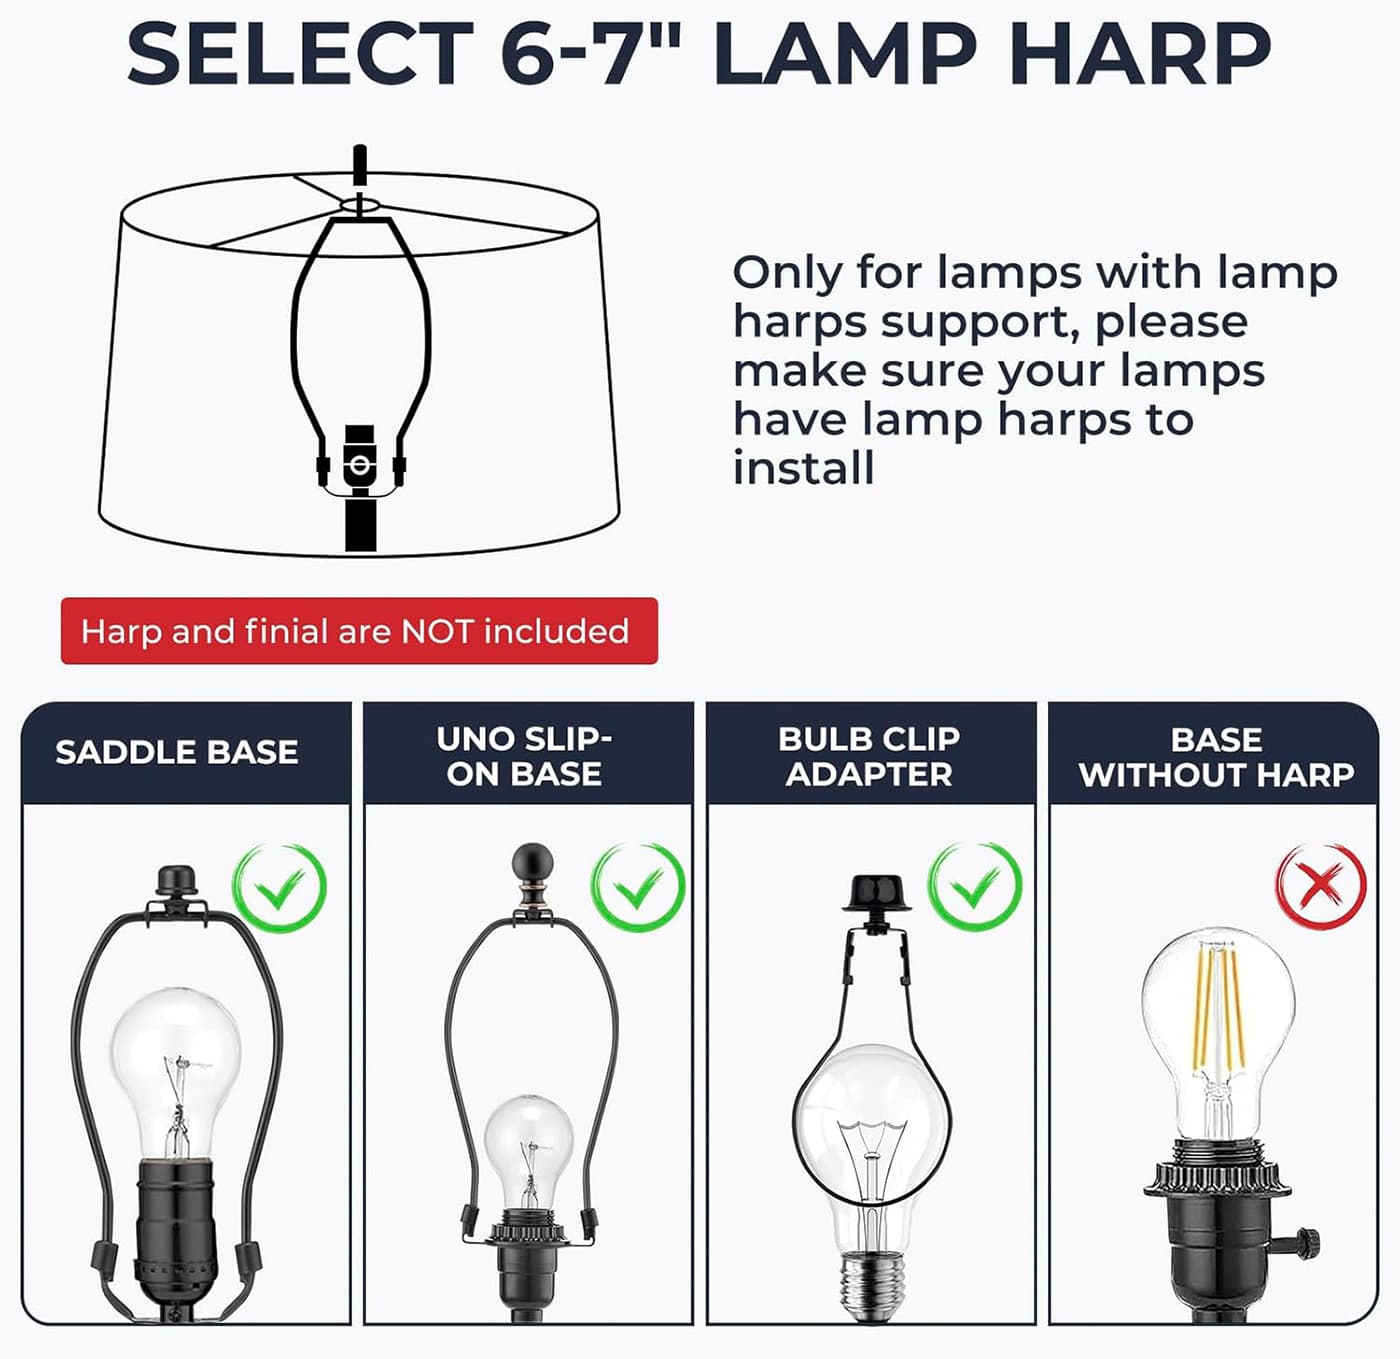 SELECT 6-7" LAMP HARP
Only for lamps with lamp
harps support, please
make sure your lamps
have lamp harps to
install
Harp and finial are NOT included
SADDLE BASE
UNO SLIP-
ON BASE
BULB CLIP
ADAPTER
BASE
WITHOUT HARP